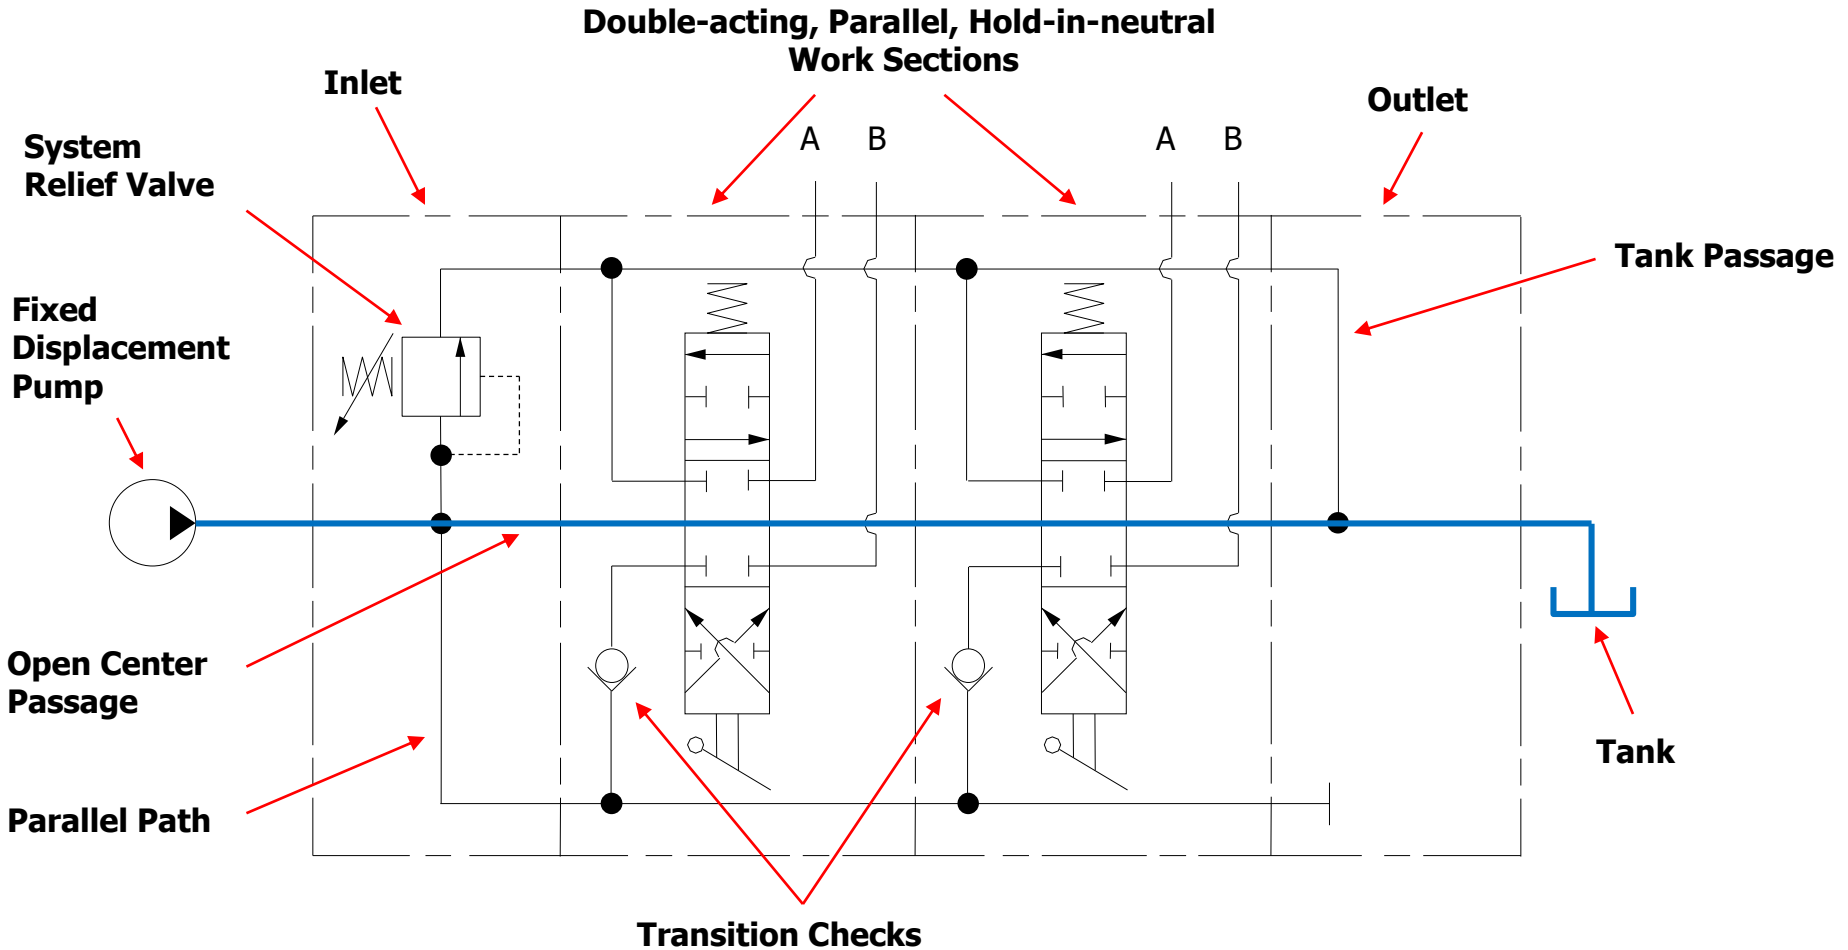 Double-acting, Parallel, Hold-in-neutral
Work Sections
Inlet
Outlet
System
Relief Valve
A
B
A
B
Tank Passage
Fixed
Displacement
Pump
Open Center
Passage
Tank
Parallel Path
Transition Checks